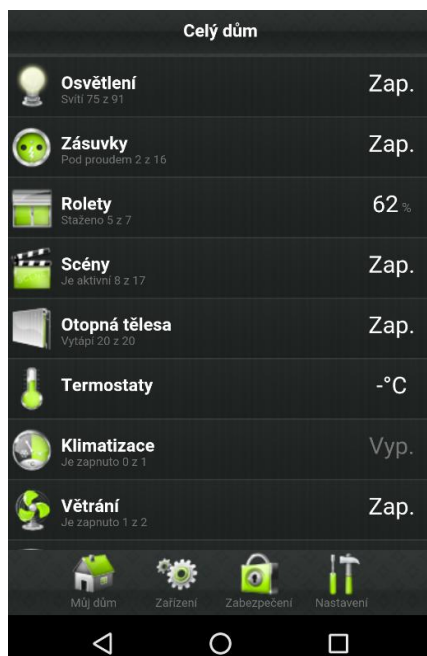 Celý dům
Osvětlení
Zap.
Svítí 75 z 91
Zásuvky
Zap.
Pod proudem 2 z 16
Rolety
62 %
Staženo 5 z 7
Scény
Zap.
Je aktivní 8 z 17
Otopná tělesa
Zap.
Vytápí 20 z 20
Termostaty
-°C
Klimatizace
Vyp.
Je zapnuto 0 z 1
Větrání
Zap.
Je zapnuto 1 z 2
Můj dům
Zařízení
Zabezpečení
Nastavení